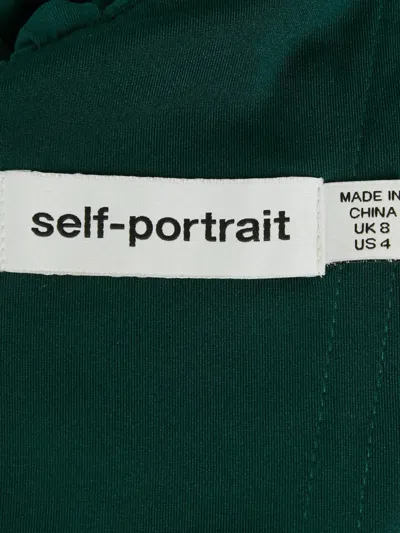 self-portrait
MADE IN
CHINA
UK 8
US 4